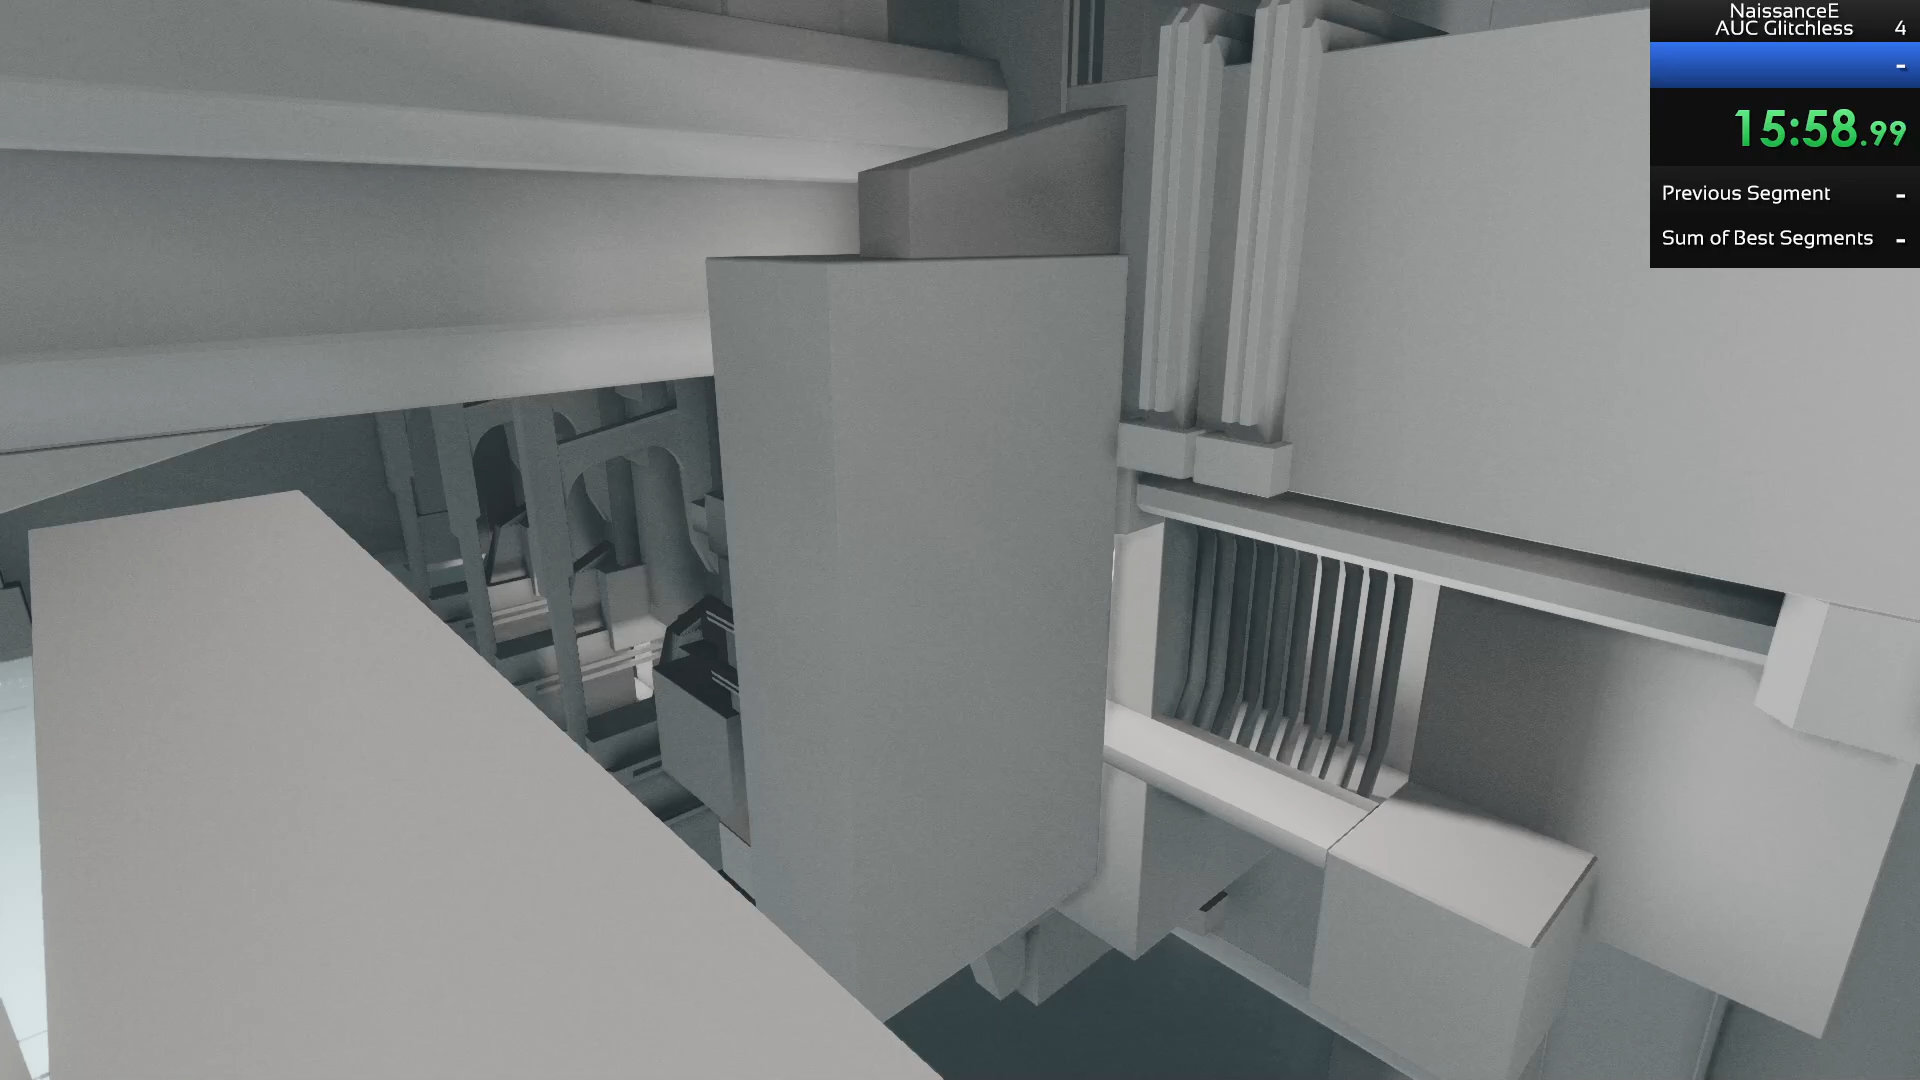 NaissanceE
AUC Glitchless 4
-
15:58.99
Previous Segment -
Sum of Best Segments -